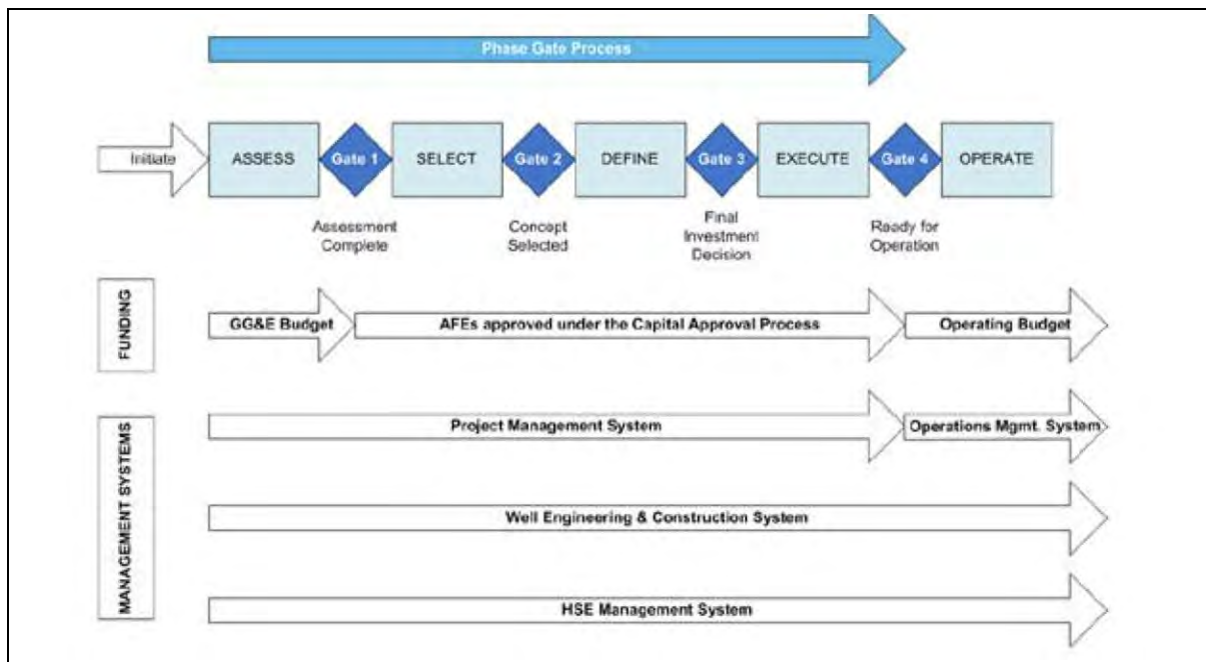 Phase Gate Process
Initiate
ASSESS
Gate 1
SELECT
Gate 2
DEFINE
Gate 3
EXECUTE
Gate 4
OPERATE
Assessment
Complete
Concept
Selected
Final
Investment
Decision
Ready for
Operation
FUNDING
GG&E Budget
AFEs approved under the Capital Approval Process
Operating Budget
MANAGEMENT SYSTEMS
Project Management System
Operations Mgmt. System
Well Engineering & Construction System
HSE Management System